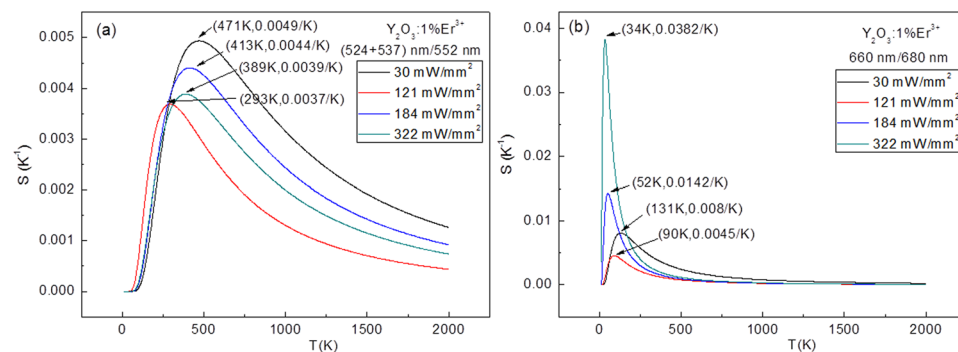 (a)
Y₂O₃:1%Er³⁺
(524+537) nm/552 nm
30 mW/mm²
121 mW/mm²
184 mW/mm²
322 mW/mm²
(471K,0.0049/K)
(413K,0.0044/K)
(389K,0.0039/K)
(293K,0.0037/K)
S (K⁻¹)
0.005
0.004
0.003
0.002
0.001
0.000
0 500 1000 1500 2000
T(K)
(b)
Y₂O₃:1%Er³⁺
660 nm/680 nm
30 mW/mm²
121 mW/mm²
184 mW/mm²
322 mW/mm²
(34K,0.0382/K)
(52K,0.0142/K)
(131K,0.008/K)
(90K,0.0045/K)
S (K⁻¹)
0.04
0.03
0.02
0.01
0.00
0 500 1000 1500 2000
T(K)